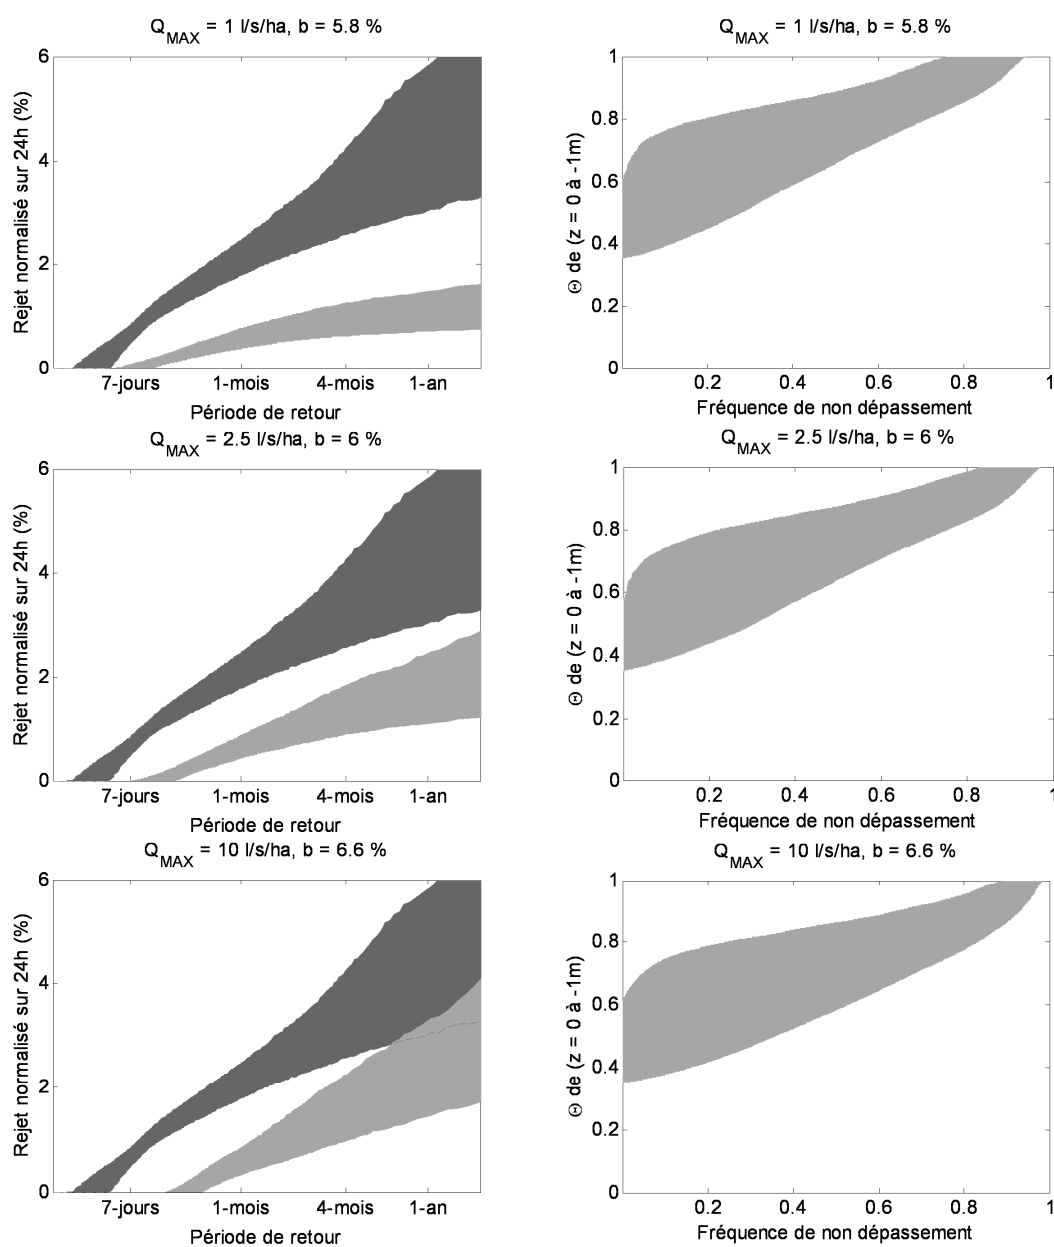 Q_MAX = 1 l/s/ha, b = 5.8 %
Rejet normalisé sur 24h (%)
6
4
2
0
7-jours 1-mois 4-mois 1-an
Période de retour
Q_MAX = 1 l/s/ha, b = 5.8 %
Θ de (z = 0 à -1m)
1
0.8
0.6
0.4
0.2
0
0.2 0.4 0.6 0.8 1
Fréquence de non dépassement
Q_MAX = 2.5 l/s/ha, b = 6 %
Rejet normalisé sur 24h (%)
6
4
2
0
7-jours 1-mois 4-mois 1-an
Période de retour
Q_MAX = 2.5 l/s/ha, b = 6 %
Θ de (z = 0 à -1m)
1
0.8
0.6
0.4
0.2
0
0.2 0.4 0.6 0.8 1
Fréquence de non dépassement
Q_MAX = 10 l/s/ha, b = 6.6 %
Rejet normalisé sur 24h (%)
6
4
2
0
7-jours 1-mois 4-mois 1-an
Période de retour
Q_MAX = 10 l/s/ha, b = 6.6 %
Θ de (z = 0 à -1m)
1
0.8
0.6
0.4
0.2
0
0.2 0.4 0.6 0.8 1
Fréquence de non dépassement